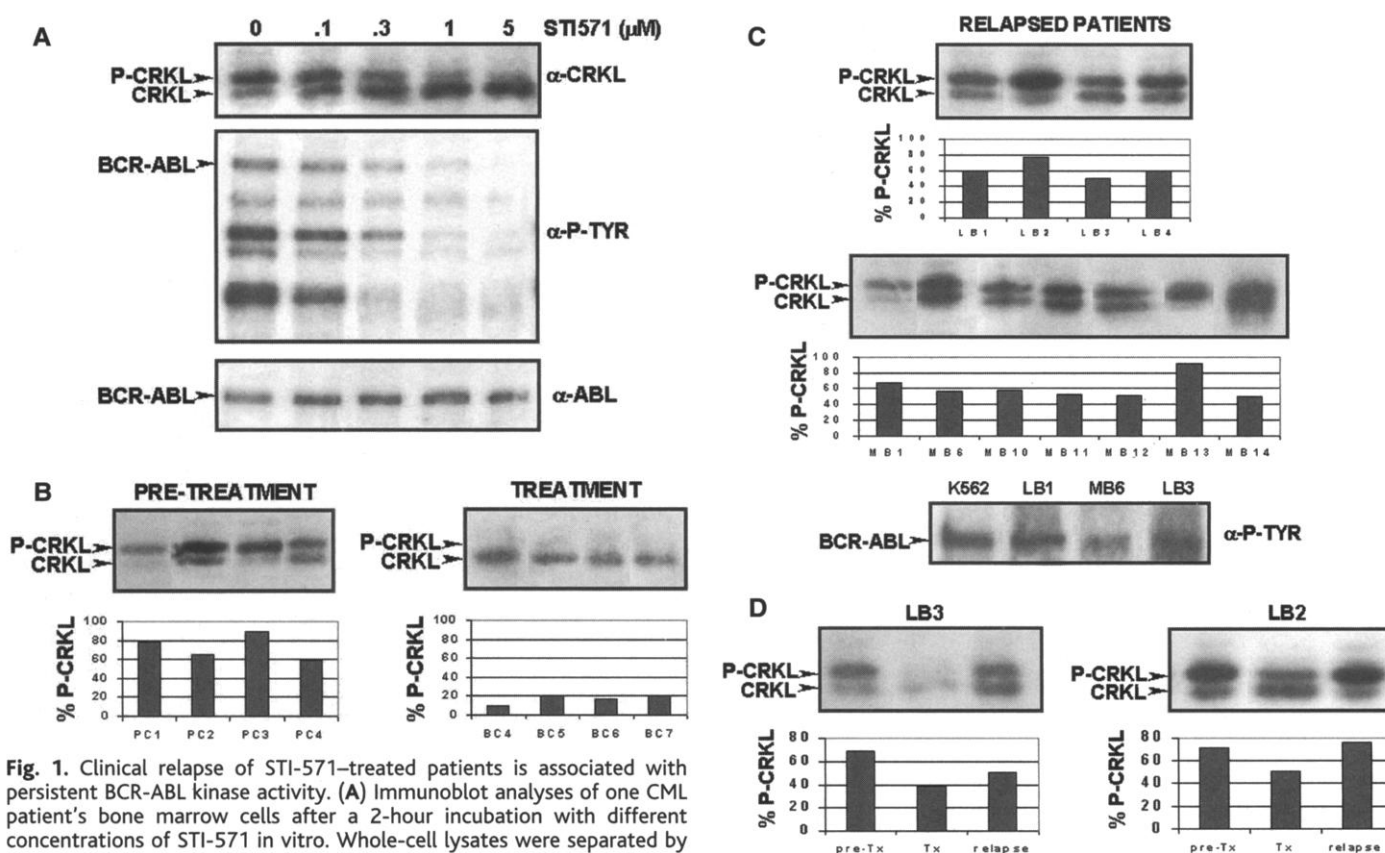 A
0 .1 .3 1 5 STI571 (µM)
P-CRKL
CRKL
α-CRKL
BCR-ABL
α-P-TYR
BCR-ABL
α-ABL
B
PRE-TREATMENT
P-CRKL
CRKL
% P-CRKL
100
80
60
40
20
0
PC1 PC2 PC3 PC4
TREATMENT
P-CRKL
CRKL
% P-CRKL
100
80
60
40
20
0
BC4 BC5 BC6 BC7
Fig. 1. Clinical relapse of STI-571–treated patients is associated with
persistent BCR-ABL kinase activity. (A) Immunoblot analyses of one CML
patient's bone marrow cells after a 2-hour incubation with different
concentrations of STI-571 in vitro. Whole-cell lysates were separated by
C
RELAPSED PATIENTS
P-CRKL
CRKL
% P-CRKL
100
80
60
40
20
0
LB1 LB2 LB3 LB4
P-CRKL
CRKL
% P-CRKL
100
80
60
40
20
0
MB1 MB6 MB10 MB11 MB12 MB13 MB14
K562 LB1 MB6 LB3
BCR-ABL
α-P-TYR
D
LB3
P-CRKL
CRKL
% P-CRKL
80
60
40
20
0
pre-Tx Tx relapse
LB2
P-CRKL
CRKL
% P-CRKL
80
60
40
20
0
pre-Tx Tx relapse